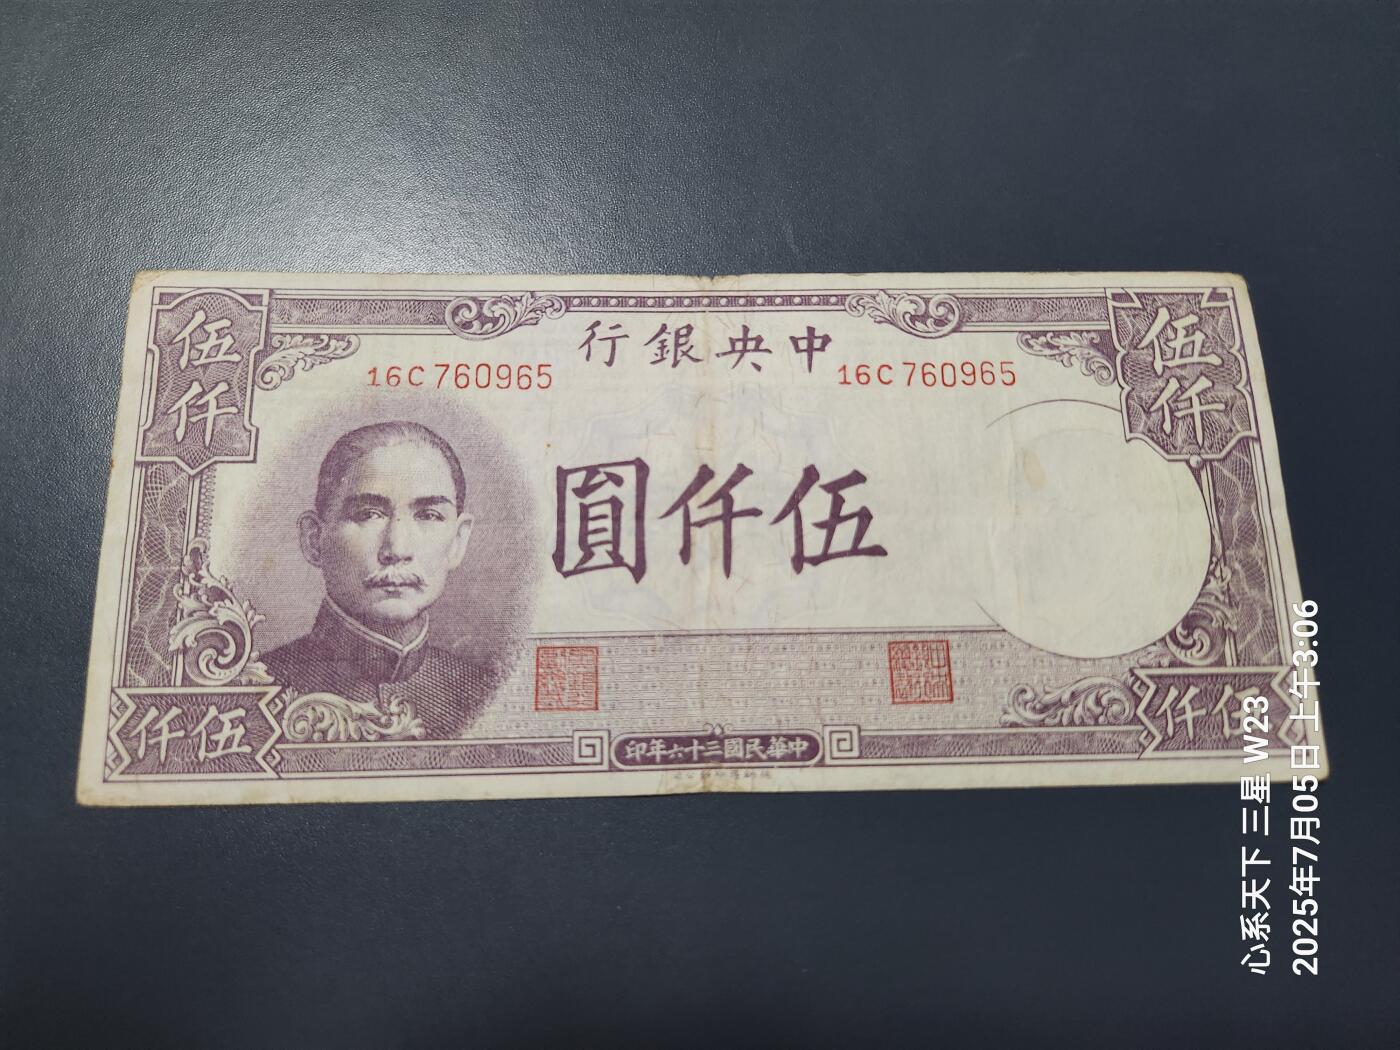 中央銀行
16C760965
16C760965
伍仟
伍仟
伍仟圓
伍仟
伍仟
中華民國三十六年印
心系天下 三星 W23
2025年7月05日上午3:06